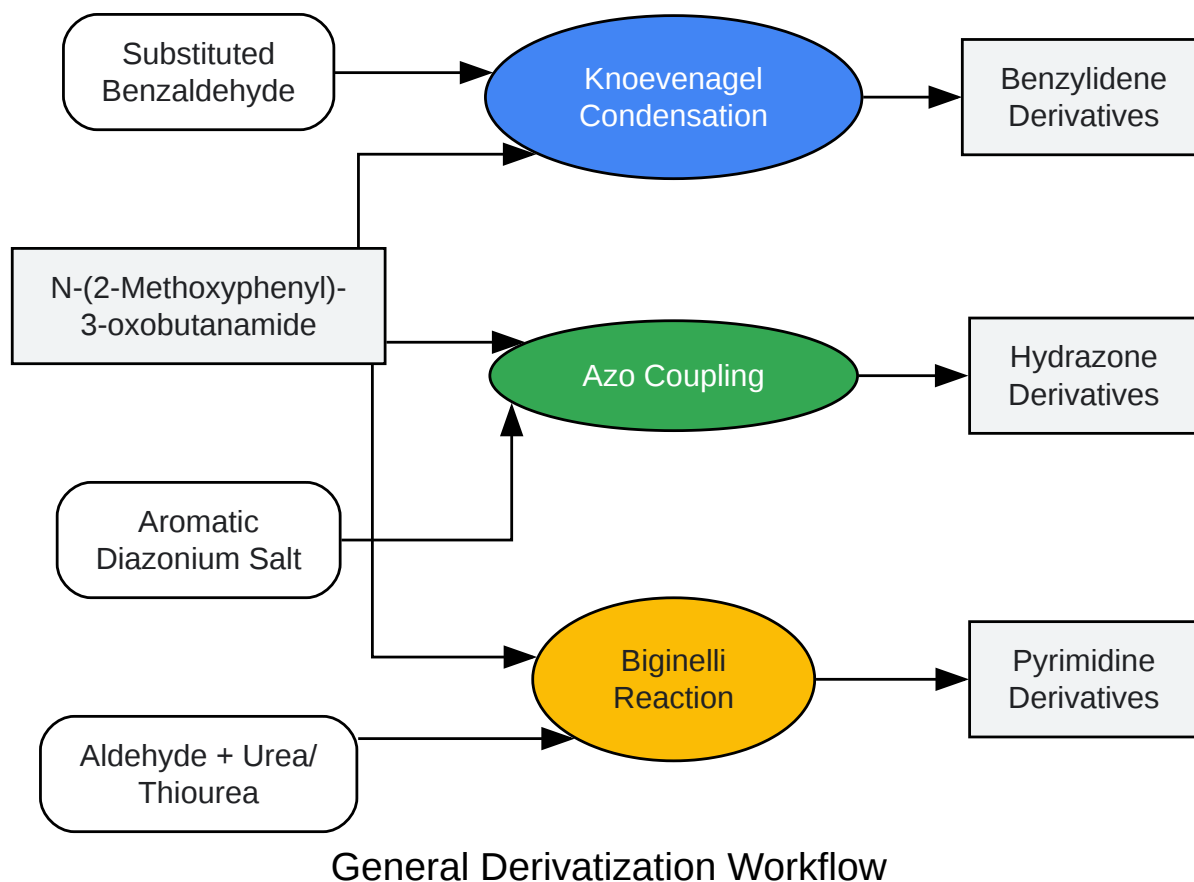 Substituted
Benzaldehyde
Knoevenagel
Condensation
Benzylidene
Derivatives
N-(2-Methoxyphenyl)-
3-oxobutanamide
Azo Coupling
Hydrazone
Derivatives
Aromatic
Diazonium Salt
Biginelli
Reaction
Pyrimidine
Derivatives
Aldehyde + Urea/
Thiourea
General Derivatization Workflow